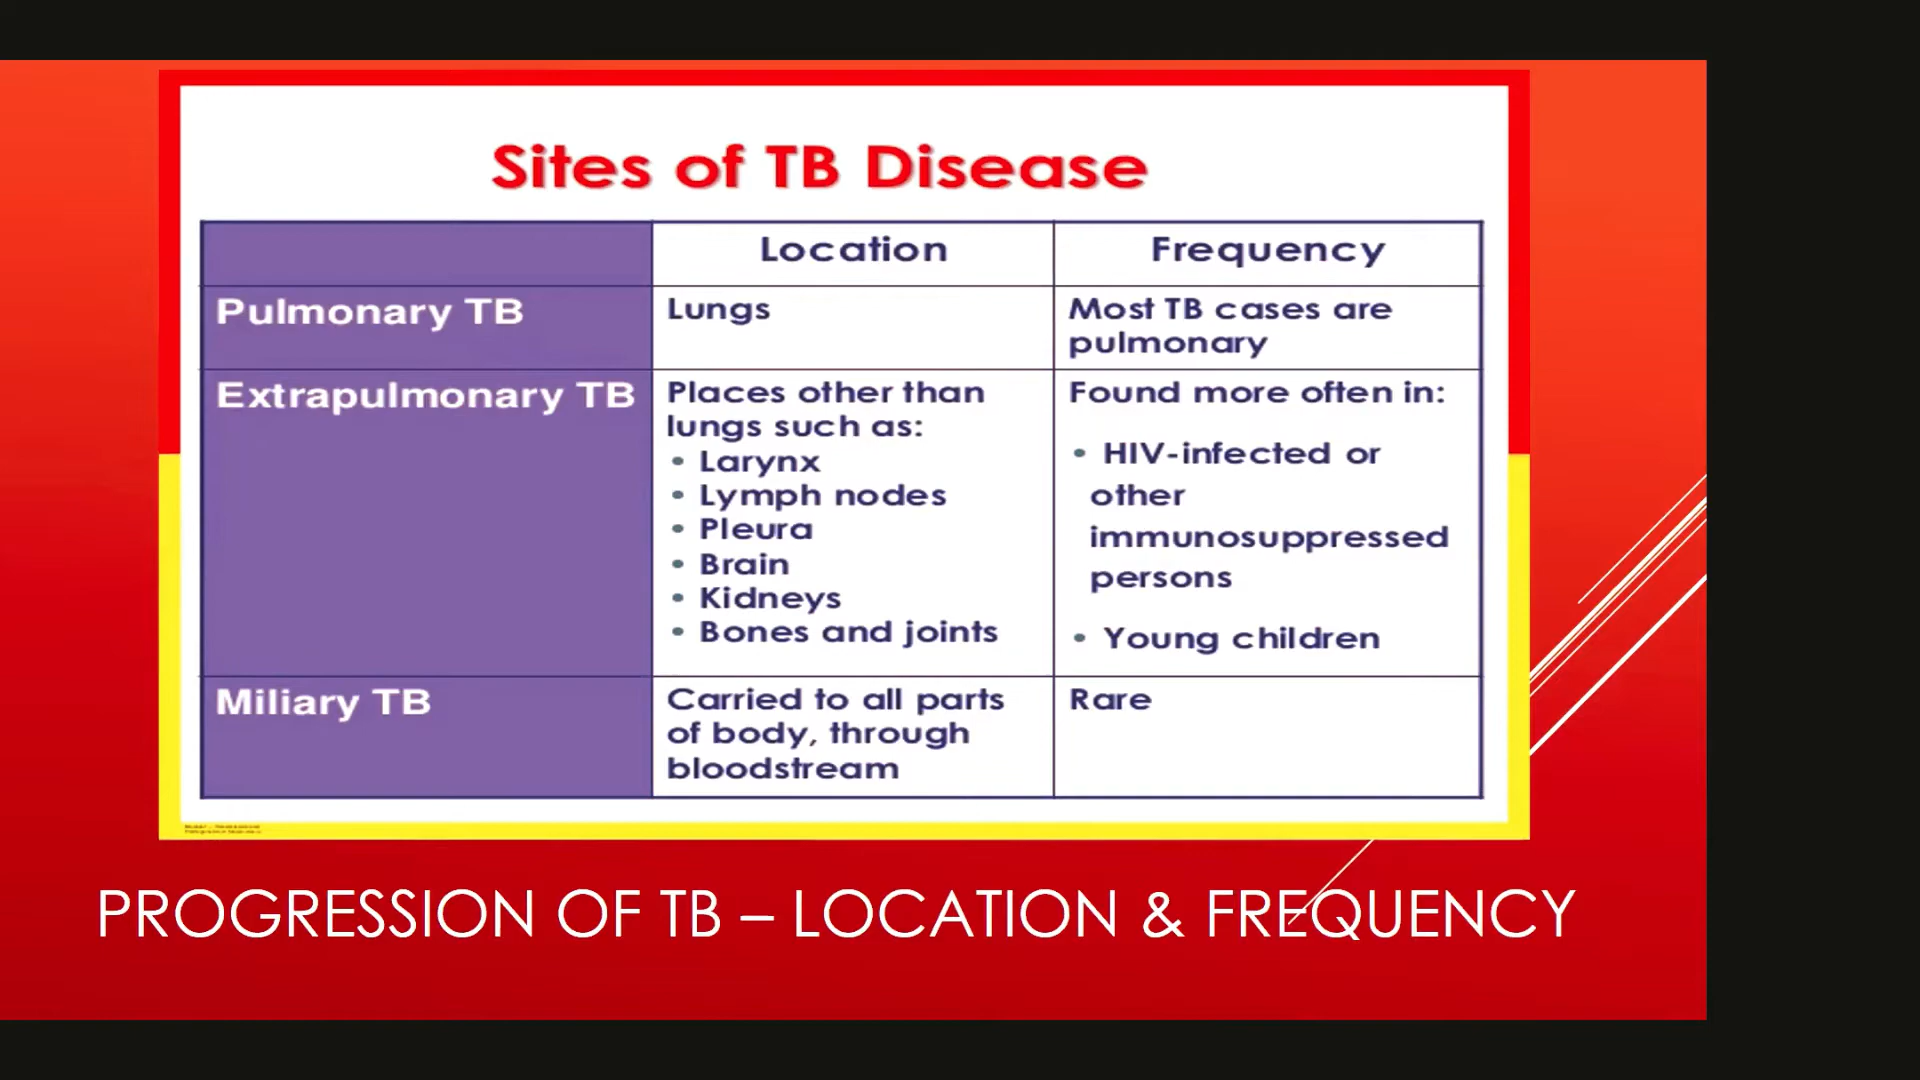 Sites of TB Disease
Location
Frequency
Pulmonary TB
Lungs
Most TB cases are
pulmonary
Extrapulmonary TB
Places other than
lungs such as:
• Larynx
• Lymph nodes
• Pleura
• Brain
• Kidneys
• Bones and joints
Found more often in:
• HIV-infected or
other
immunosuppressed
persons
• Young children
Miliary TB
Carried to all parts
of body, through
bloodstream
Rare
PROGRESSION OF TB – LOCATION & FREQUENCY